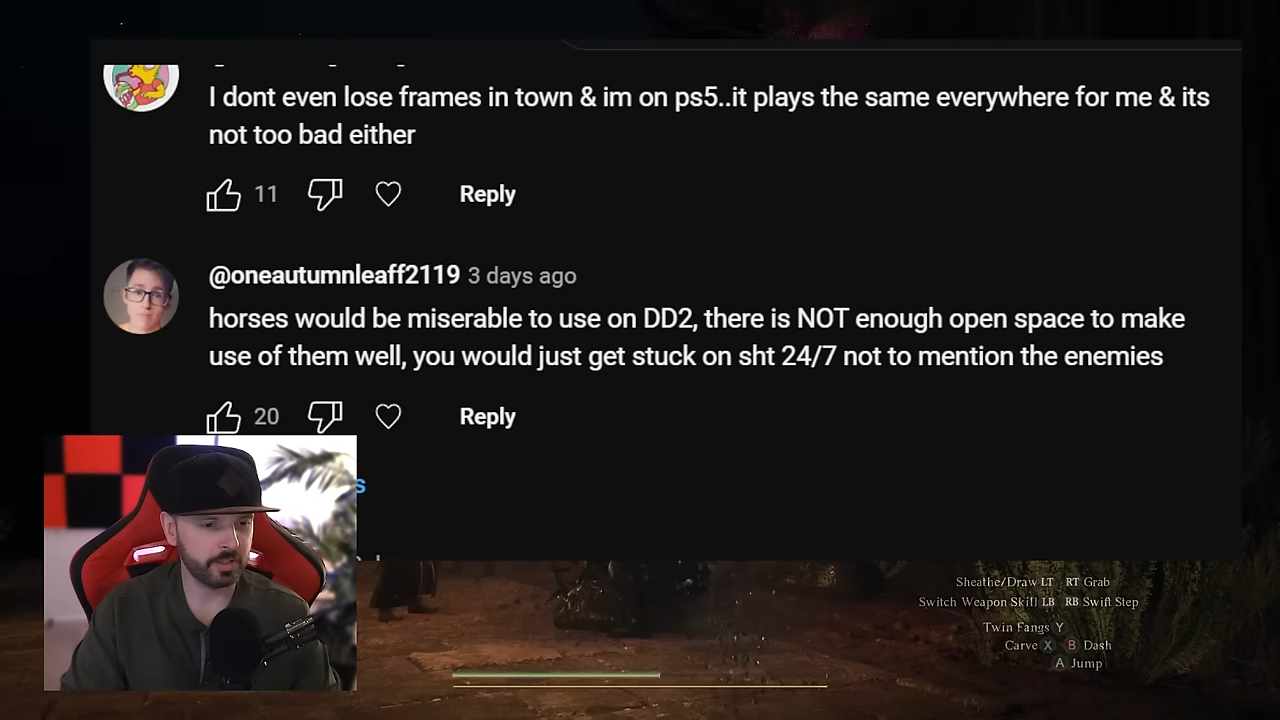 I dont even lose frames in town & im on ps5..it plays the same everywhere for me & its
not too bad either
11
Reply
@oneautumnleaff2119 3 days ago
horses would be miserable to use on DD2, there is NOT enough open space to make
use of them well, you would just get stuck on sht 24/7 not to mention the enemies
20
Reply
Sheathe/Draw LT RT Grab
Switch Weapon Skill LB RB Swift Step
Twin Fangs Y
Carve X B Dash
A Jump